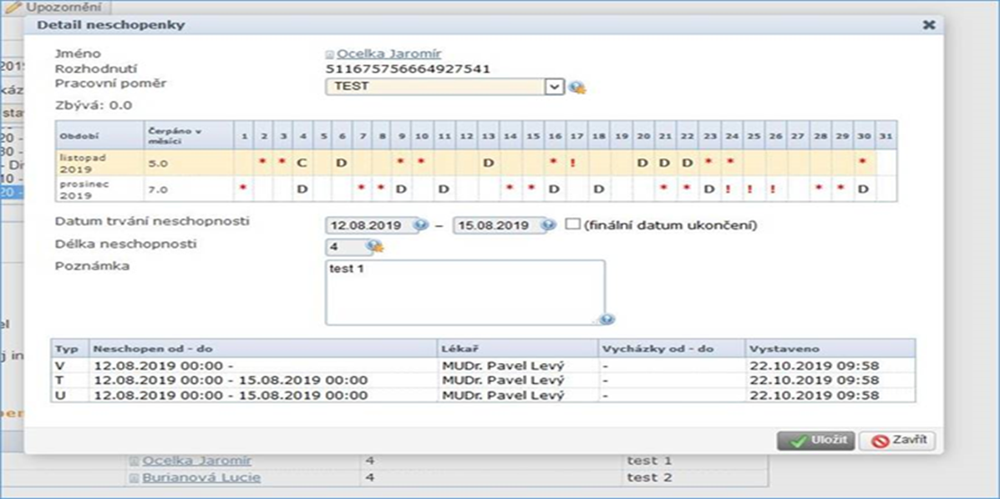 Upozornění
Detail neschopenky
Jméno Ocelka Jaromír
Rozhodnutí 511675756664927541
Pracovní poměr TEST
Zbývá: 0.0
Období Čerpáno v měsíci 1 2 3 4 5 6 7 8 9 10 11 12 13 14 15 16 17 18 19 20 21 22 23 24 25 26 27 28 29 30 31
listopad 2019 5.0 * * C D * * D * ! D D D * * *
prosinec 2019 7.0 * D * * D D * * D D * * D ! ! ! * * D
Datum trvání neschopnosti 12.08.2019 – 15.08.2019 (finální datum ukončení)
Délka neschopnosti 4
Poznámka test 1
Typ Neschopen od - do Lékař Vycházky od - do Vystaveno
V 12.08.2019 00:00 - MUDr. Pavel Levý - 22.10.2019 09:58
T 12.08.2019 00:00 - 15.08.2019 00:00 MUDr. Pavel Levý - 22.10.2019 09:58
U 12.08.2019 00:00 - 15.08.2019 00:00 MUDr. Pavel Levý - 22.10.2019 09:58
Uložit Zavřít
Ocelka Jaromír 4 test 1
Burianová Lucie 4 test 2